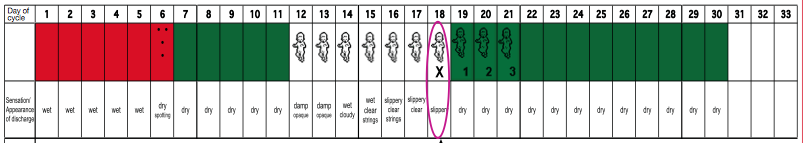 Day of cycle 1 2 3 4 5 6 7 8 9 10 11 12 13 14 15 16 17 18 19 20 21 22 23 24 25 26 27 28 29 30 31 32 33
X 1 2 3
Sensation/ Appearance of discharge wet wet wet wet wet dry spotting dry dry dry dry dry damp opaque damp opaque wet cloudy wet clear strings slippery clear strings slippery clear slippery dry dry dry dry dry dry dry dry dry dry dry dry